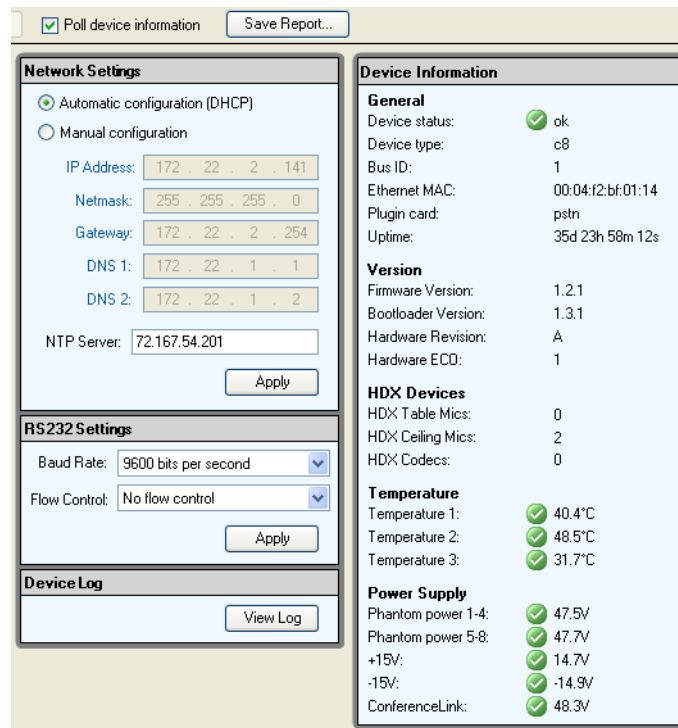 Poll device information Save Report...
Network Settings
Automatic configuration (DHCP)
Manual configuration
IP Address: 172 . 22 . 2 . 141
Netmask: 255 . 255 . 255 . 0
Gateway: 172 . 22 . 2 . 254
DNS 1: 172 . 22 . 1 . 1
DNS 2: 172 . 22 . 1 . 2
NTP Server: 72.167.54.201
Apply
RS232 Settings
Baud Rate: 9600 bits per second
Flow Control: No flow control
Apply
Device Log
View Log
Device Information
General
Device status: ok
Device type: c8
Bus ID: 1
Ethernet MAC: 00:04:f2:bf:01:14
Plugin card: pstn
Uptime: 35d 23h 58m 12s
Version
Firmware Version: 1.2.1
Bootloader Version: 1.3.1
Hardware Revision: A
Hardware ECO: 1
HDX Devices
HDX Table Mics: 0
HDX Ceiling Mics: 2
HDX Codecs: 0
Temperature
Temperature 1: 40.4°C
Temperature 2: 48.5°C
Temperature 3: 31.7°C
Power Supply
Phantom power 1-4: 47.5V
Phantom power 5-8: 47.7V
+15V: 14.7V
-15V: -14.9V
ConferenceLink: 48.3V